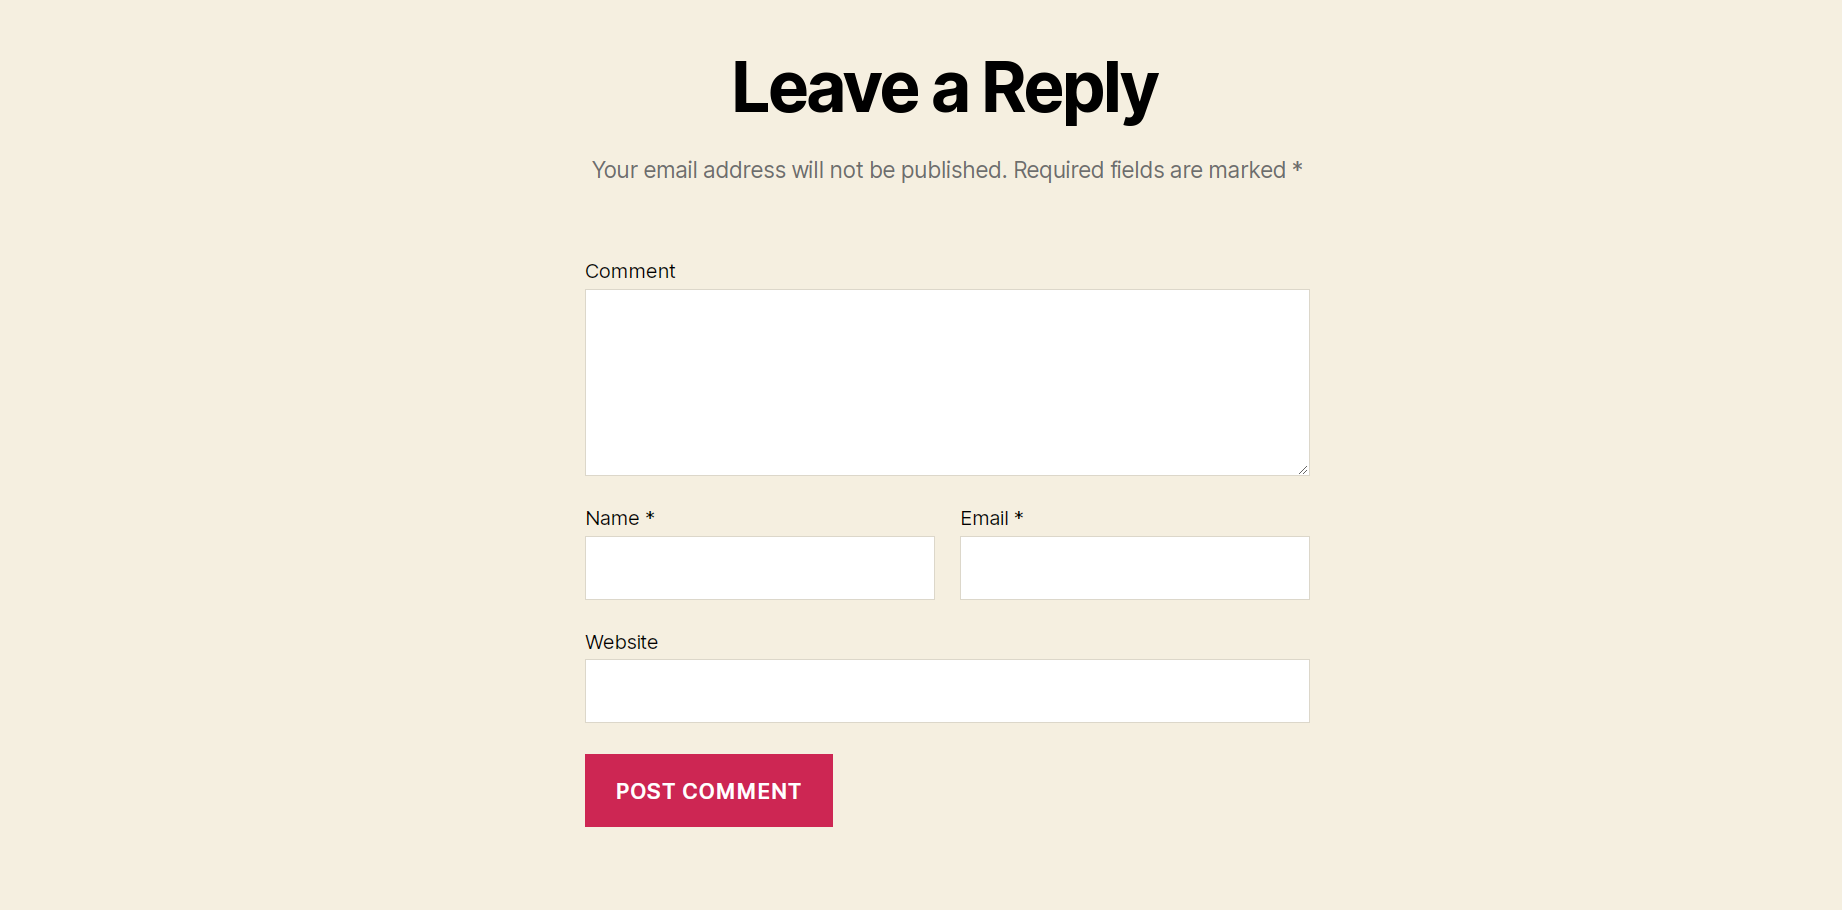 Leave a Reply
Your email address will not be published. Required fields are marked *
Comment
Name *
Email *
Website
POST COMMENT